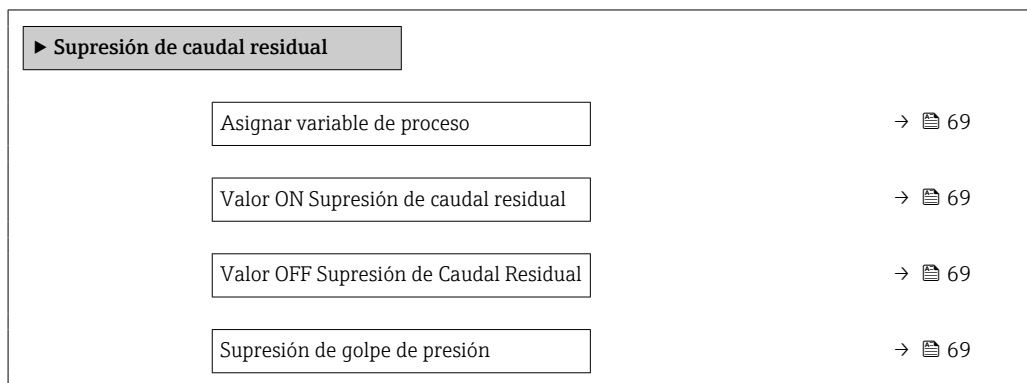 ▶ Supresión de caudal residual
Asignar variable de proceso → 69
Valor ON Supresión de caudal residual → 69
Valor OFF Supresión de Caudal Residual → 69
Supresión de golpe de presión → 69